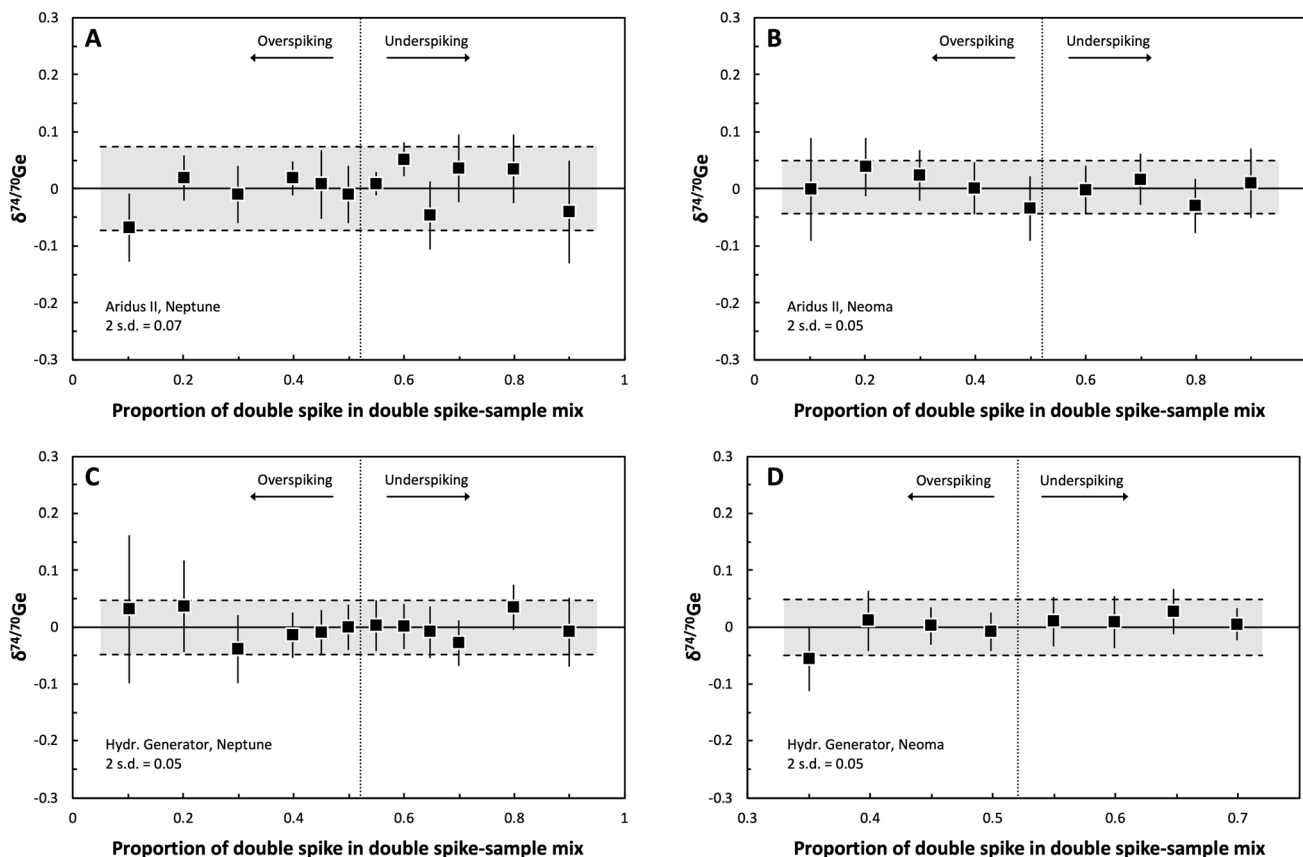 A
Overspiking
Underspiking
0.3
0.2
0.1
0
-0.1
-0.2
-0.3
δ74/70Ge
Aridus II, Neptune
2 s.d. = 0.07
0 0.2 0.4 0.6 0.8 1
Proportion of double spike in double spike-sample mix
B
Overspiking
Underspiking
0.3
0.2
0.1
0
-0.1
-0.2
-0.3
δ74/70Ge
Aridus II, Neoma
2 s.d. = 0.05
0 0.2 0.4 0.6 0.8 1
Proportion of double spike in double spike-sample mix
C
Overspiking
Underspiking
0.3
0.2
0.1
0
-0.1
-0.2
-0.3
δ74/70Ge
Hydr. Generator, Neptune
2 s.d. = 0.05
0 0.2 0.4 0.6 0.8 1
Proportion of double spike in double spike-sample mix
D
Overspiking
Underspiking
0.3
0.2
0.1
0
-0.1
-0.2
-0.3
δ74/70Ge
Hydr. Generator, Neoma
2 s.d. = 0.05
0.3 0.4 0.5 0.6 0.7
Proportion of double spike in double spike-sample mix